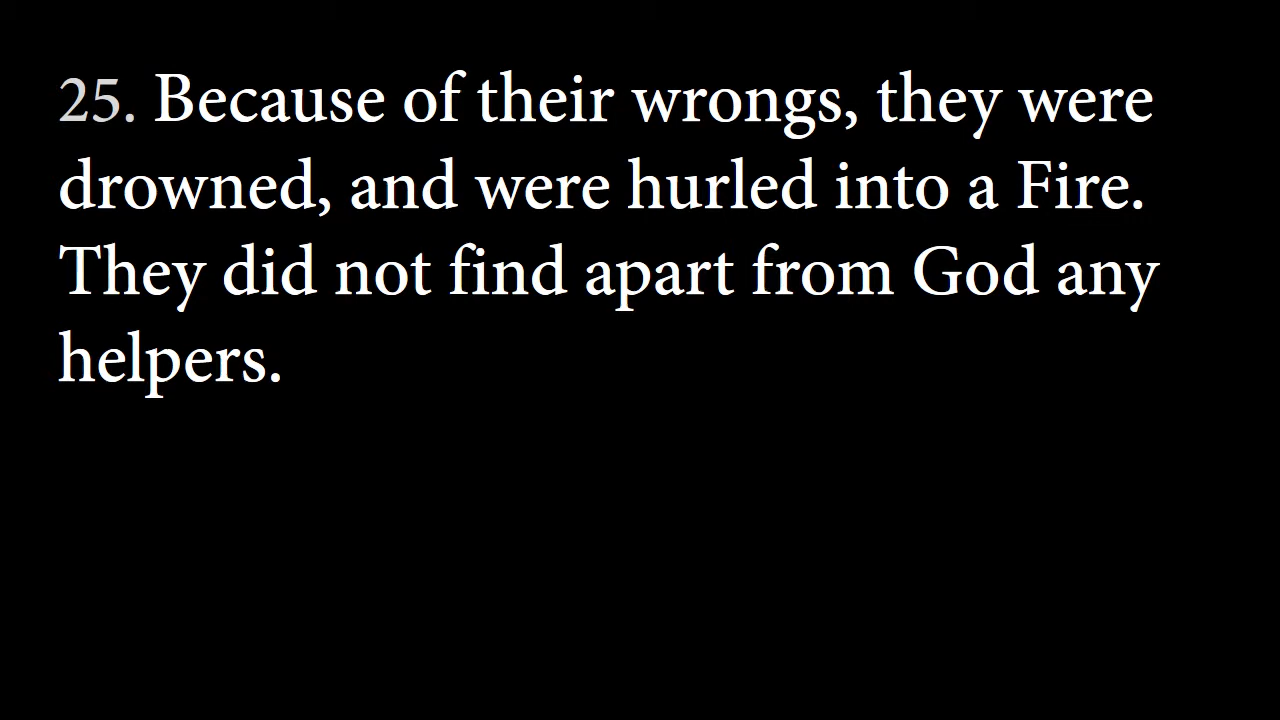 25. Because of their wrongs, they were
drowned, and were hurled into a Fire.
They did not find apart from God any
helpers.